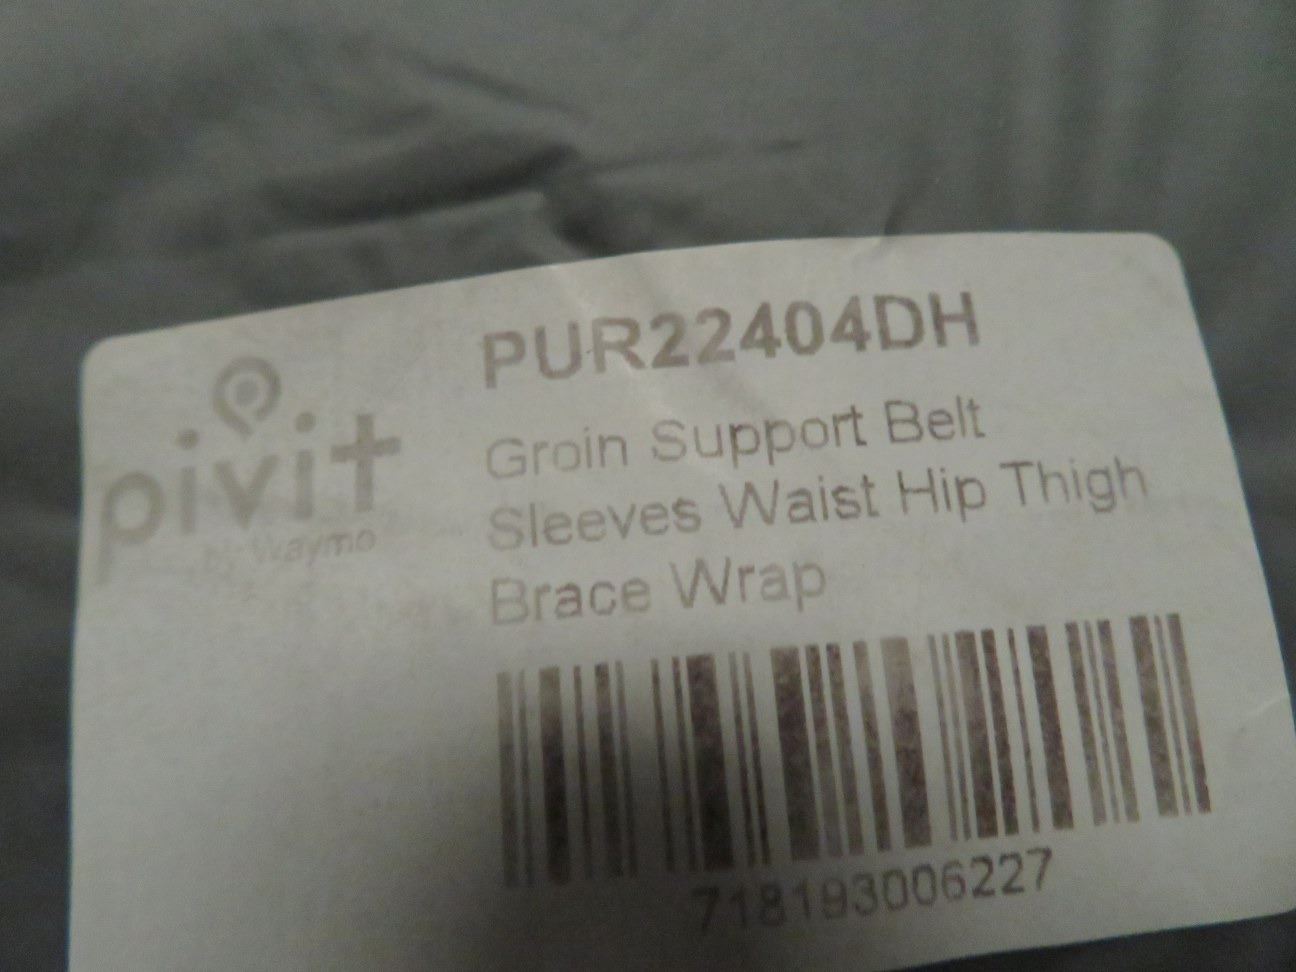 pivit
by Waymo
PUR22404DH
Groin Support Belt
Sleeves Waist Hip Thigh
Brace Wrap
718193006227